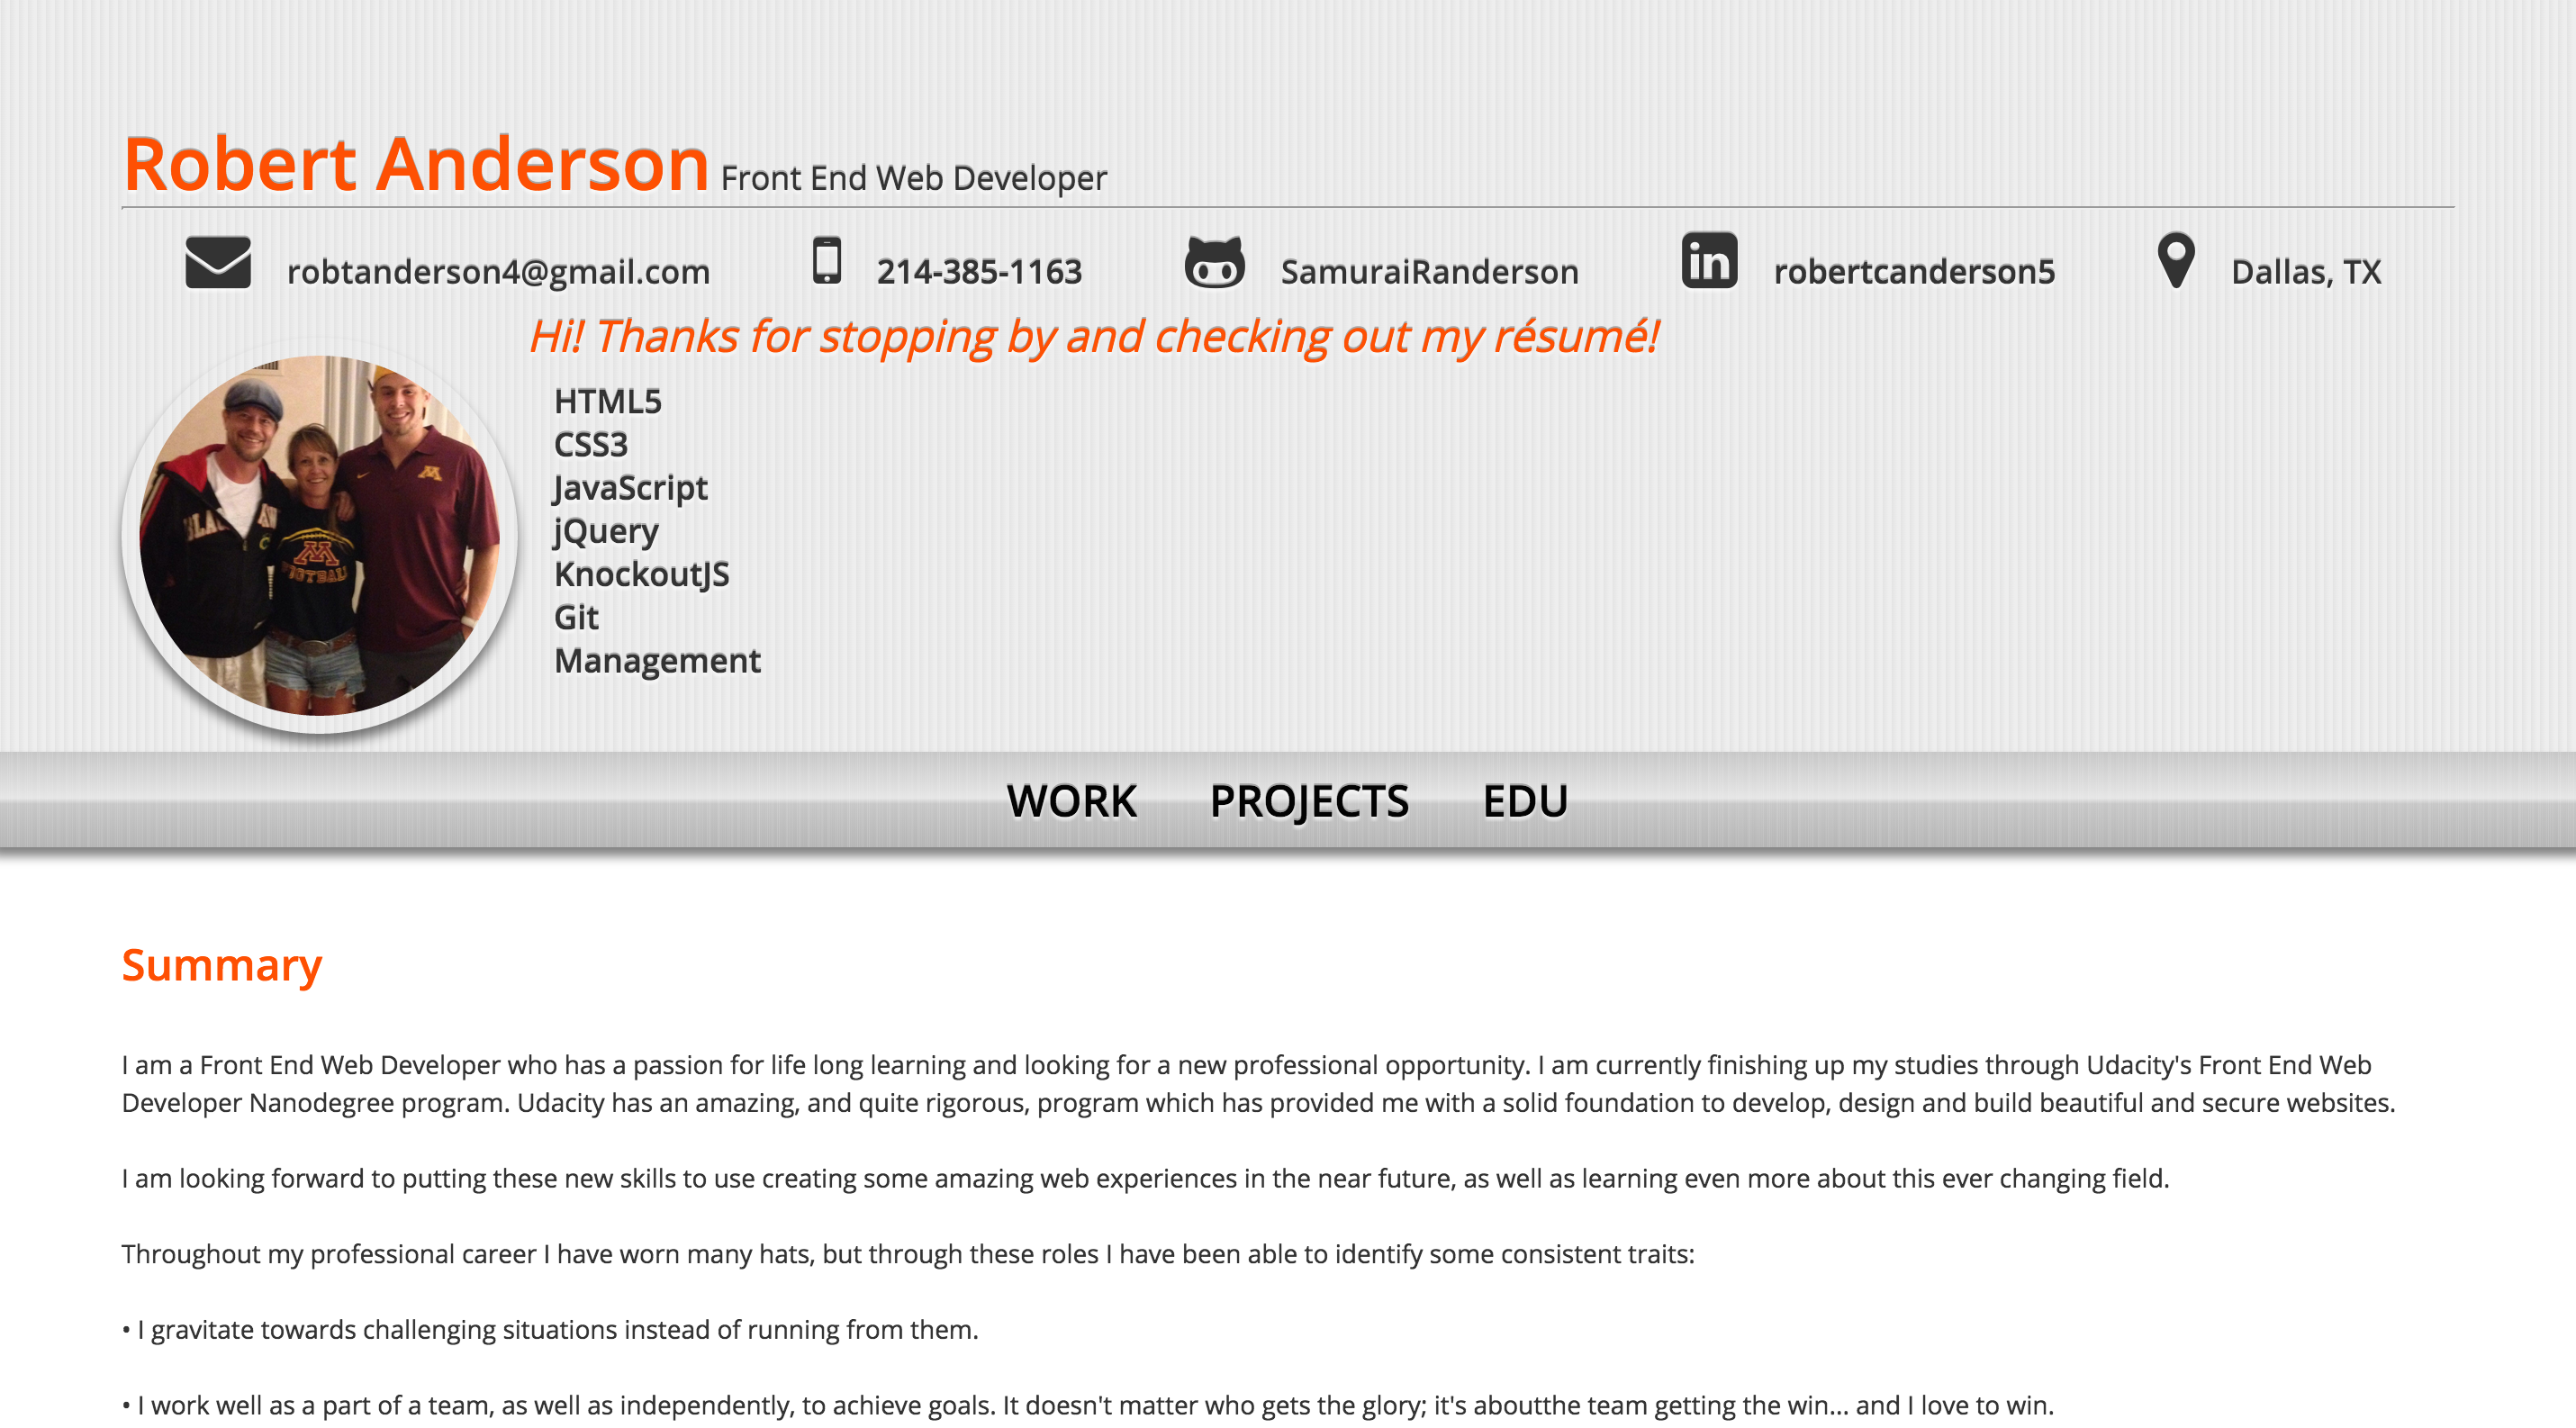 Robert Anderson Front End Web Developer
robtanderson4@gmail.com 214-385-1163 SamuraiRanderson robertcanderson5 Dallas, TX
Hi! Thanks for stopping by and checking out my résumé!
HTML5
CSS3
JavaScript
jQuery
KnockoutJS
Git
Management
M
M
FOOTBALL
WORK PROJECTS EDU
Summary
I am a Front End Web Developer who has a passion for life long learning and looking for a new professional opportunity. I am currently finishing up my studies through Udacity's Front End Web
Developer Nanodegree program. Udacity has an amazing, and quite rigorous, program which has provided me with a solid foundation to develop, design and build beautiful and secure websites.
I am looking forward to putting these new skills to use creating some amazing web experiences in the near future, as well as learning even more about this ever changing field.
Throughout my professional career I have worn many hats, but through these roles I have been able to identify some consistent traits:
• I gravitate towards challenging situations instead of running from them.
• I work well as a part of a team, as well as independently, to achieve goals. It doesn't matter who gets the glory; it's aboutthe team getting the win... and I love to win.